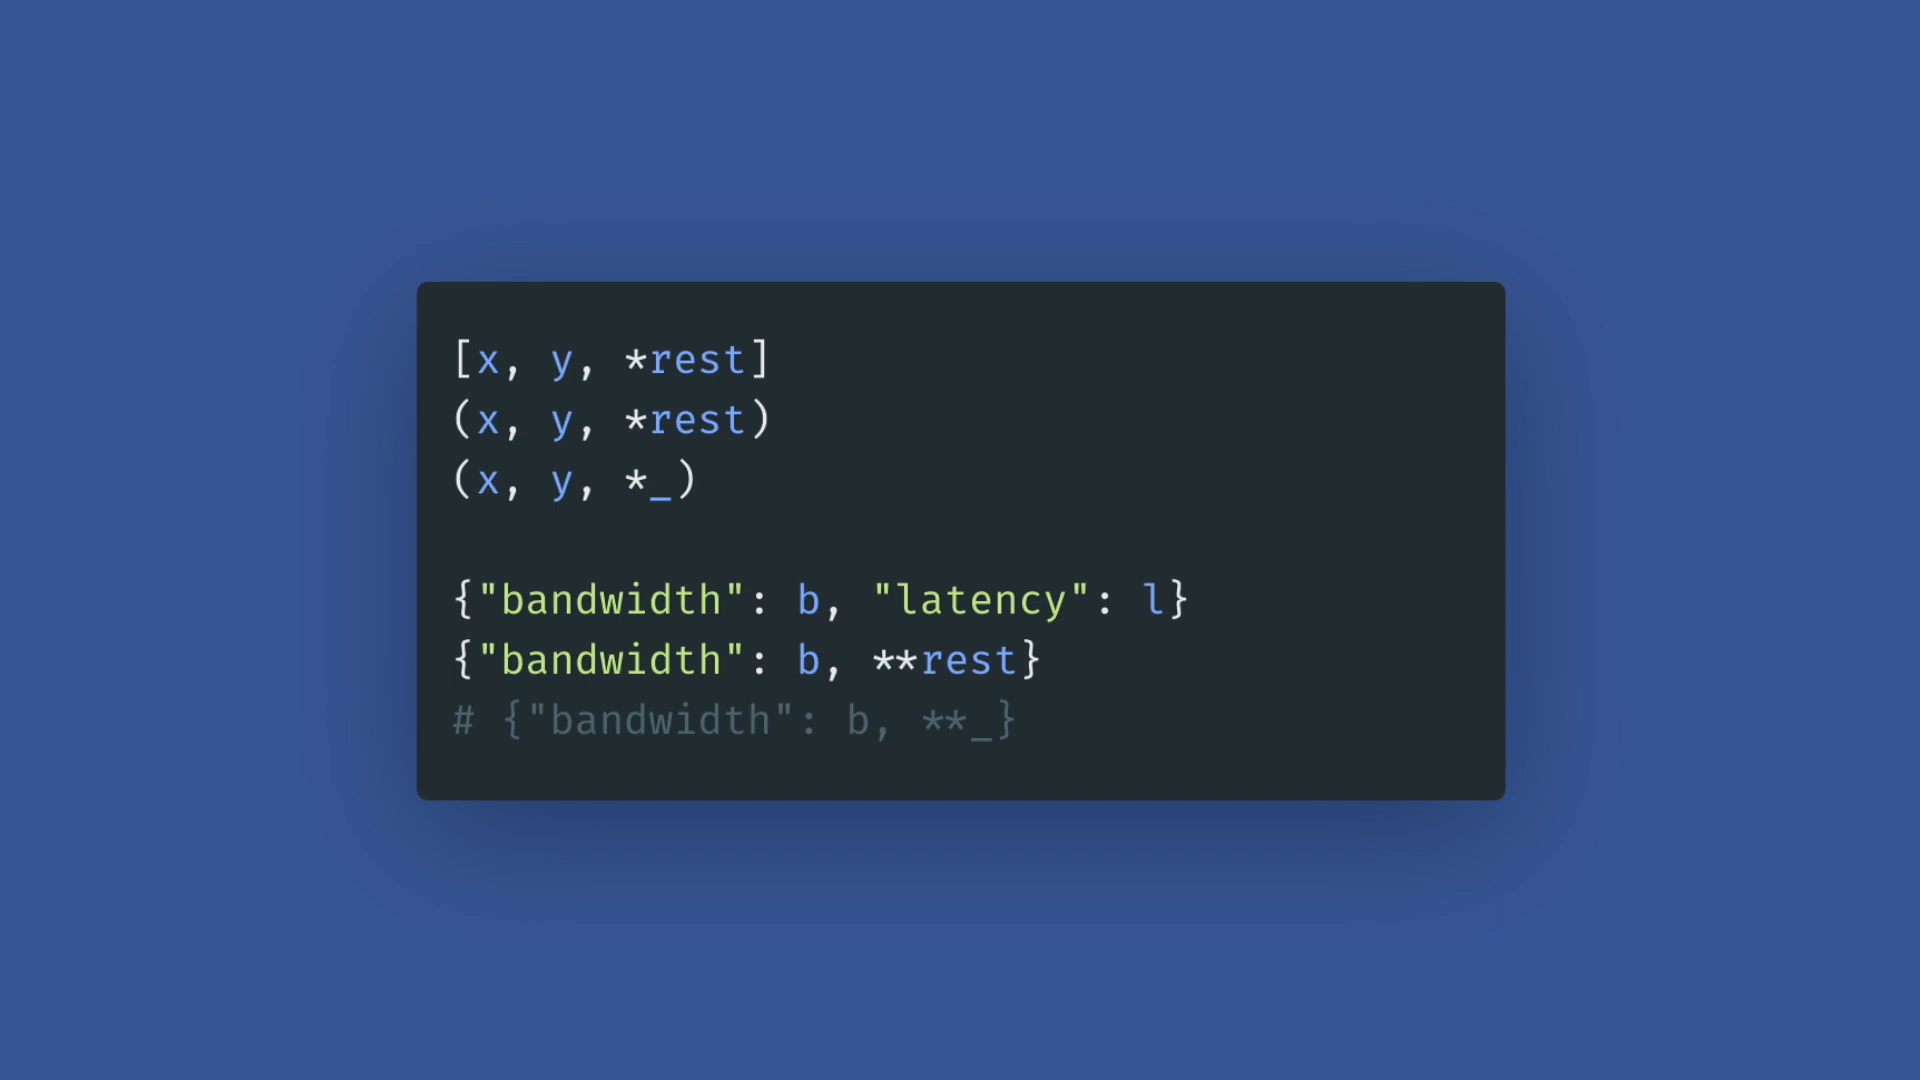 [x, y, *rest]
(x, y, *rest)
(x, y, *_)
{"bandwidth": b, "latency": l}
{"bandwidth": b, **rest}
# {"bandwidth": b, **_}